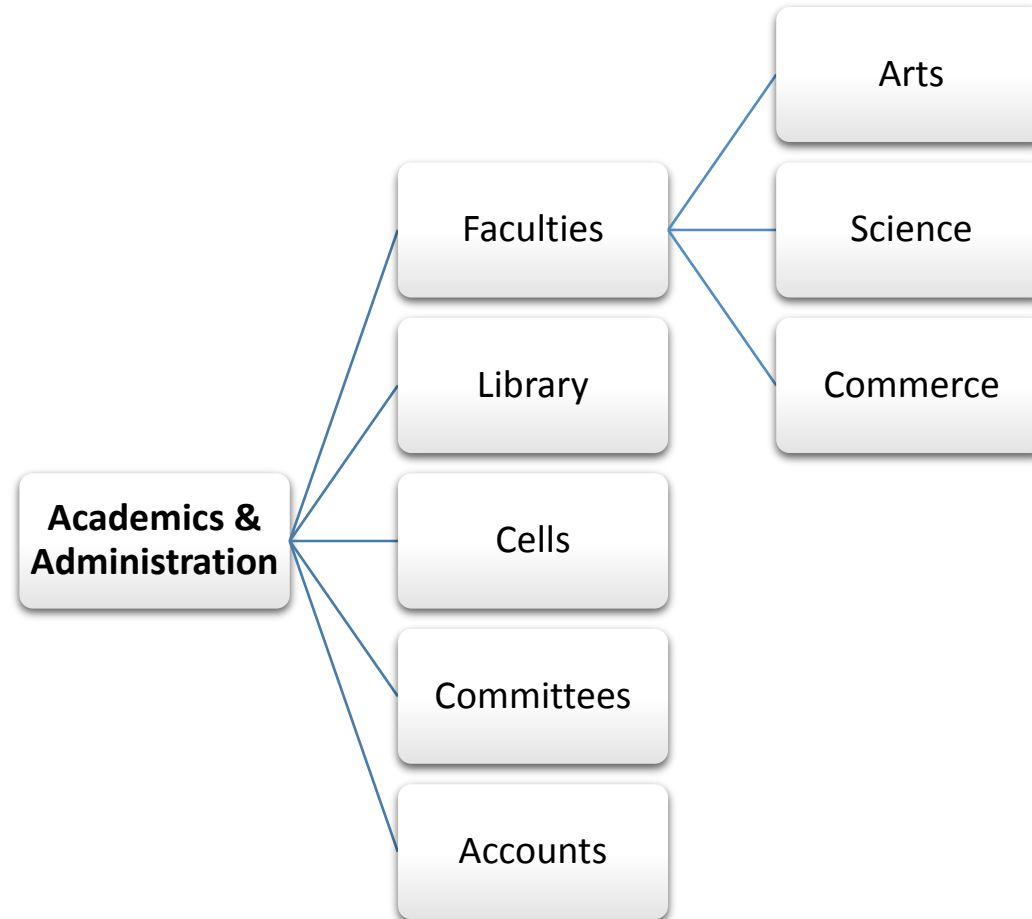 Arts
Faculties
Science
Library
Commerce
Academics &
Administration
Cells
Committees
Accounts